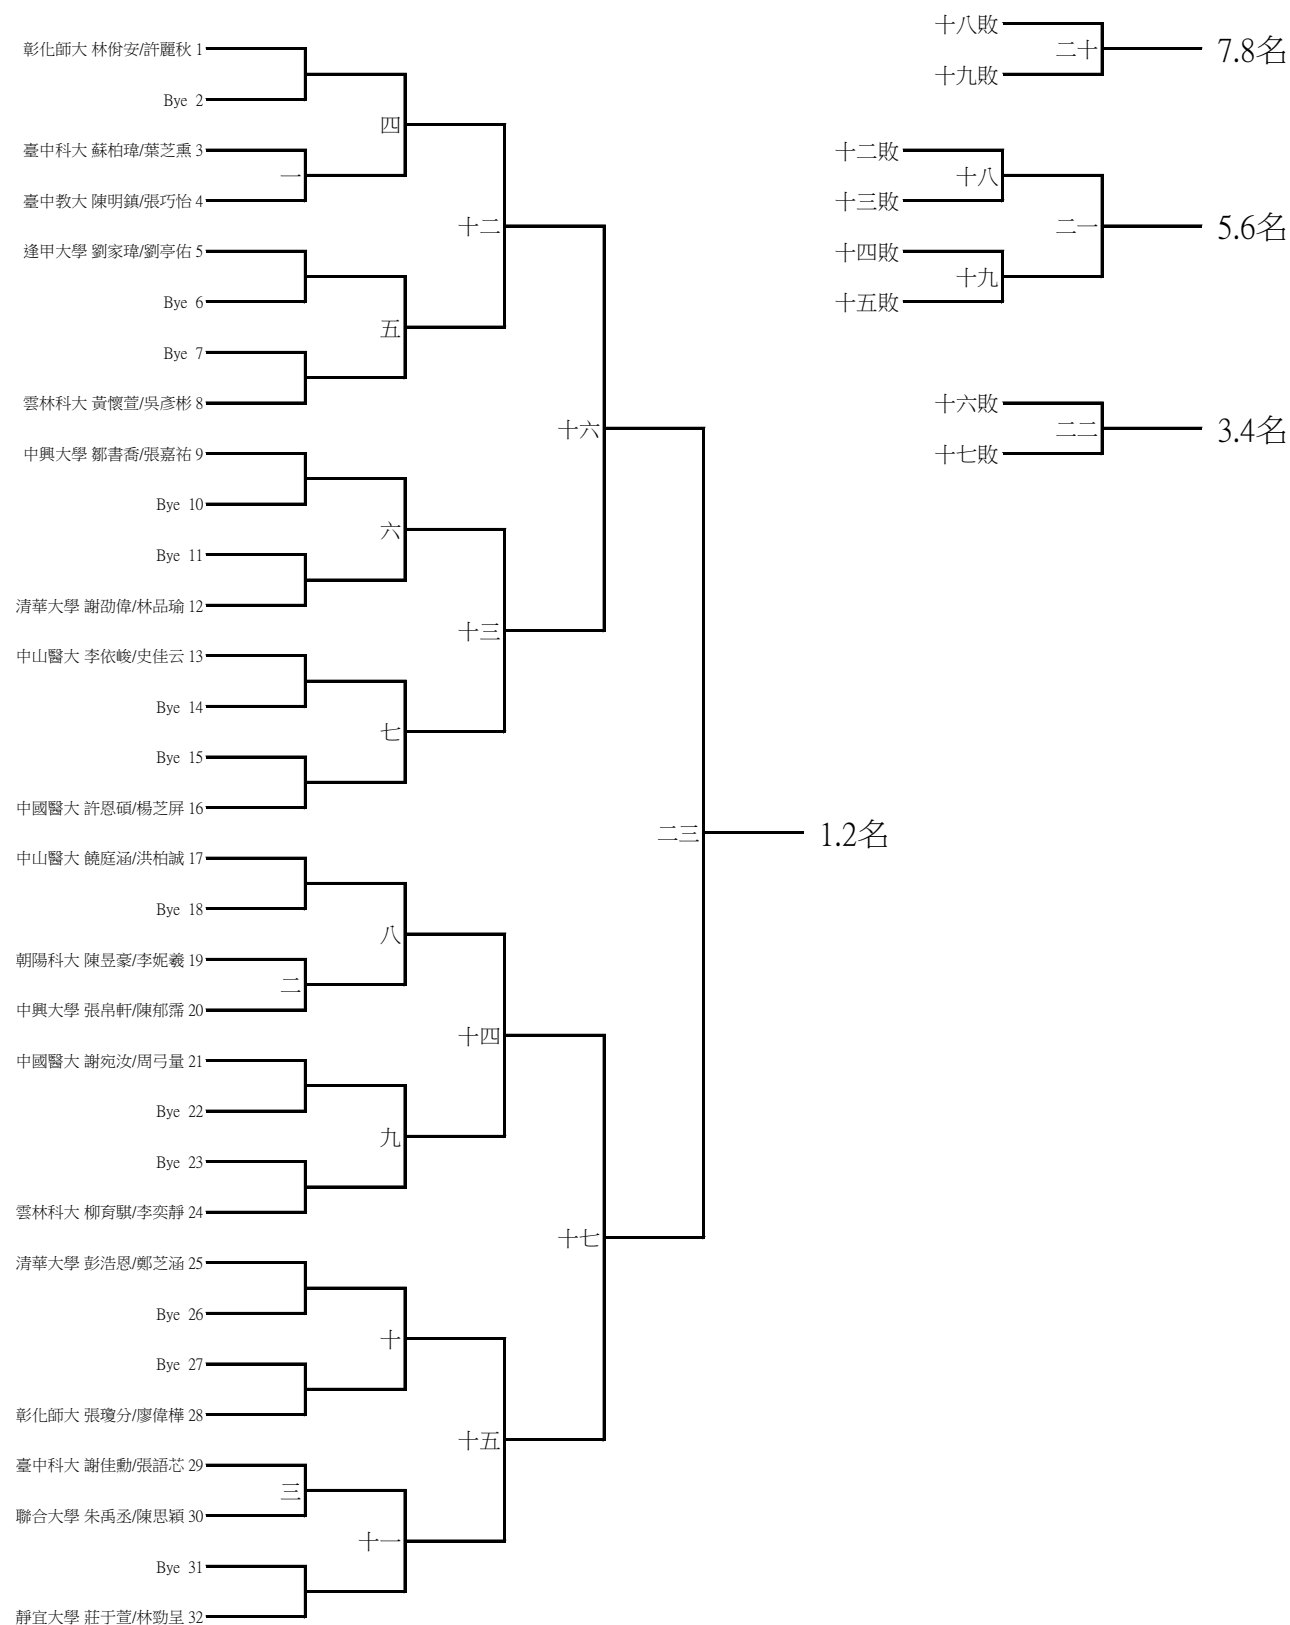 彰化師大 林佾安/許麗秋 1
Bye 2
臺中科大 蘇柏瑋/葉芝熏 3
臺中教大 陳明鎮/張巧怡 4
逢甲大學 劉家瑋/劉亭佑 5
Bye 6
Bye 7
雲林科大 黃懷萱/吳彥彬 8
中興大學 鄒書喬/張嘉祐 9
Bye 10
Bye 11
清華大學 謝劭偉/林品瑜 12
中山醫大 李依峻/史佳云 13
Bye 14
Bye 15
中國醫大 許恩碩/楊芝屏 16
中山醫大 饒庭涵/洪柏誠 17
Bye 18
朝陽科大 陳昱豪/李妮羲 19
中興大學 張帛軒/陳郁霈 20
中國醫大 謝宛汝/周弓量 21
Bye 22
Bye 23
雲林科大 柳育騏/李奕靜 24
清華大學 彭浩恩/鄭芝涵 25
Bye 26
Bye 27
彰化師大 張瓊分/廖偉樺 28
臺中科大 謝佳勳/張語芯 29
聯合大學 朱禹丞/陳思穎 30
Bye 31
靜宜大學 莊于萱/林勁呈 32
一
二
三
四
五
六
七
八
九
十
十一
十二
十三
十四
十五
十六
十七
二三
1.2名
十八敗
十九敗
二十
7.8名
十二敗
十三敗
十八
十四敗
十五敗
十九
二一
5.6名
十六敗
十七敗
二二
3.4名